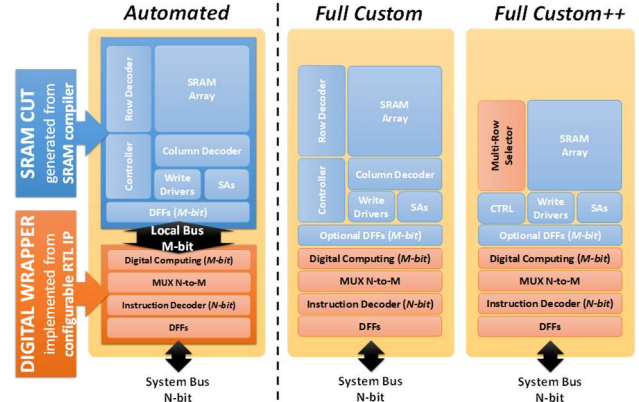 Automated
Full Custom
Full Custom++
SRAM CUT
generated from
SRAM compiler
Row Decoder
SRAM
Array
Controller
Column Decoder
Write
Drivers
SAs
DFFs (M-bit)
Local Bus
M-bit
DIGITAL WRAPPER
implemented from
configurable RTL IP
Digital Computing (M-bit)
MUX N-to-M
Instruction Decoder (N-bit)
DFFs
System Bus
N-bit
Row Decoder
SRAM
Array
Controller
Column Decoder
Write
Drivers
SAs
Optional DFFs (M-bit)
Digital Computing (M-bit)
MUX N-to-M
Instruction Decoder (N-bit)
DFFs
System Bus
N-bit
Multi-Row
Selector
SRAM
Array
CTRL
Write
Drivers
SAs
Optional DFFs (M-bit)
Digital Computing (M-bit)
MUX N-to-M
Instruction Decoder (N-bit)
DFFs
System Bus
N-bit